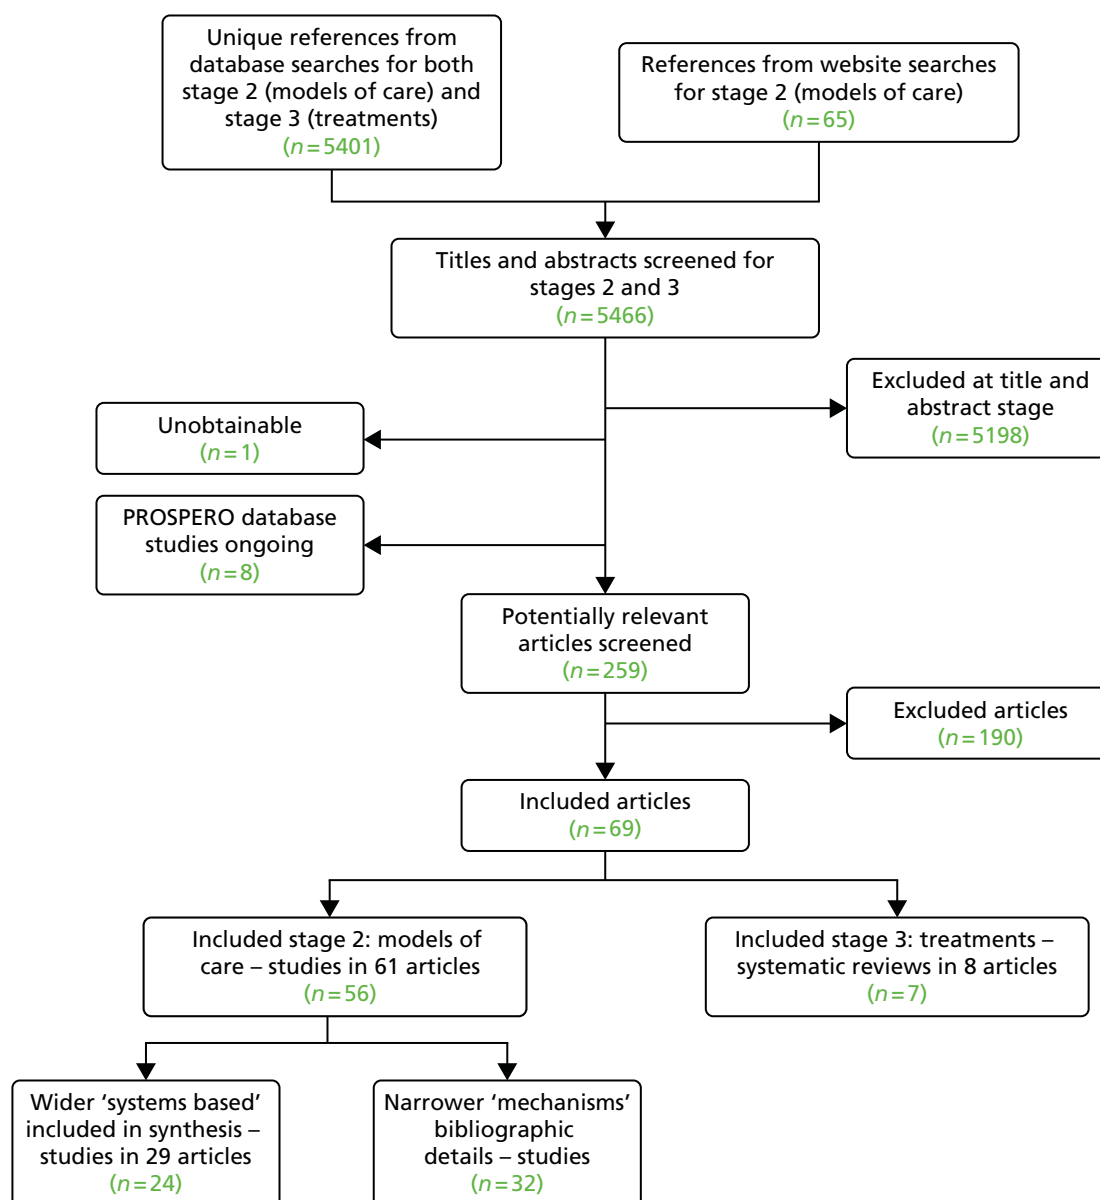 Unique references from
database searches for both
stage 2 (models of care) and
stage 3 (treatments)
(n=5401)
References from website searches
for stage 2 (models of care)
(n=65)
Titles and abstracts screened for
stages 2 and 3
(n=5466)
Excluded at title and
abstract stage
(n=5198)
Unobtainable
(n=1)
PROSPERO database
studies ongoing
(n=8)
Potentially relevant
articles screened
(n=259)
Excluded articles
(n=190)
Included articles
(n=69)
Included stage 2: models of
care – studies in 61 articles
(n=56)
Included stage 3: treatments –
systematic reviews in 8 articles
(n=7)
Wider ‘systems based’
included in synthesis –
studies in 29 articles
(n=24)
Narrower ‘mechanisms’
bibliographic
details – studies
(n=32)